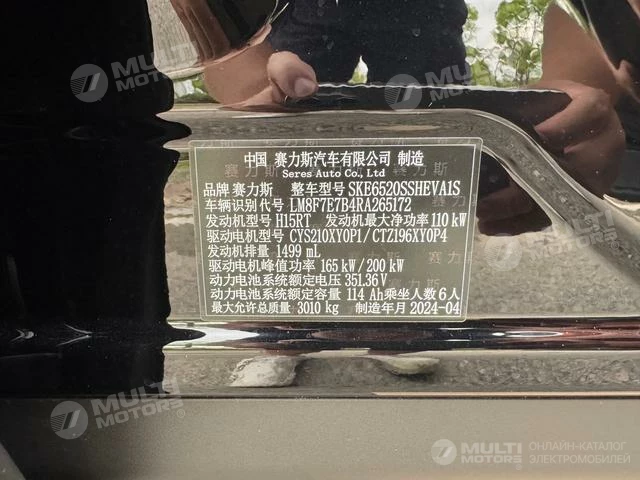 MULTI MOTORS
MULTI MOTORS
中国 赛力斯汽车有限公司 制造
Seres Auto Co., Ltd
品牌 赛力斯 整车型号 SKE6520SSHEVA1S
车辆识别代号 LM8F7E7B4RA265172
发动机型号 H15RT 发动机最大净功率 110 kW
驱动电机型号 CYS210XY0P1 / CTZ196XY0P4
发动机排量 1499 mL
驱动电机峰值功率 165 kW / 200 kW
动力电池系统额定电压 351.36 V
动力电池系统额定容量 114 Ah 乘坐人数 6人
最大允许总质量 3010 kg 制造年月 2024-04
MULTI MOTORS
MULTI MOTORS
ОНЛАЙН-КАТАЛОГ
ЭЛЕКТРОМОБИЛЕЙ